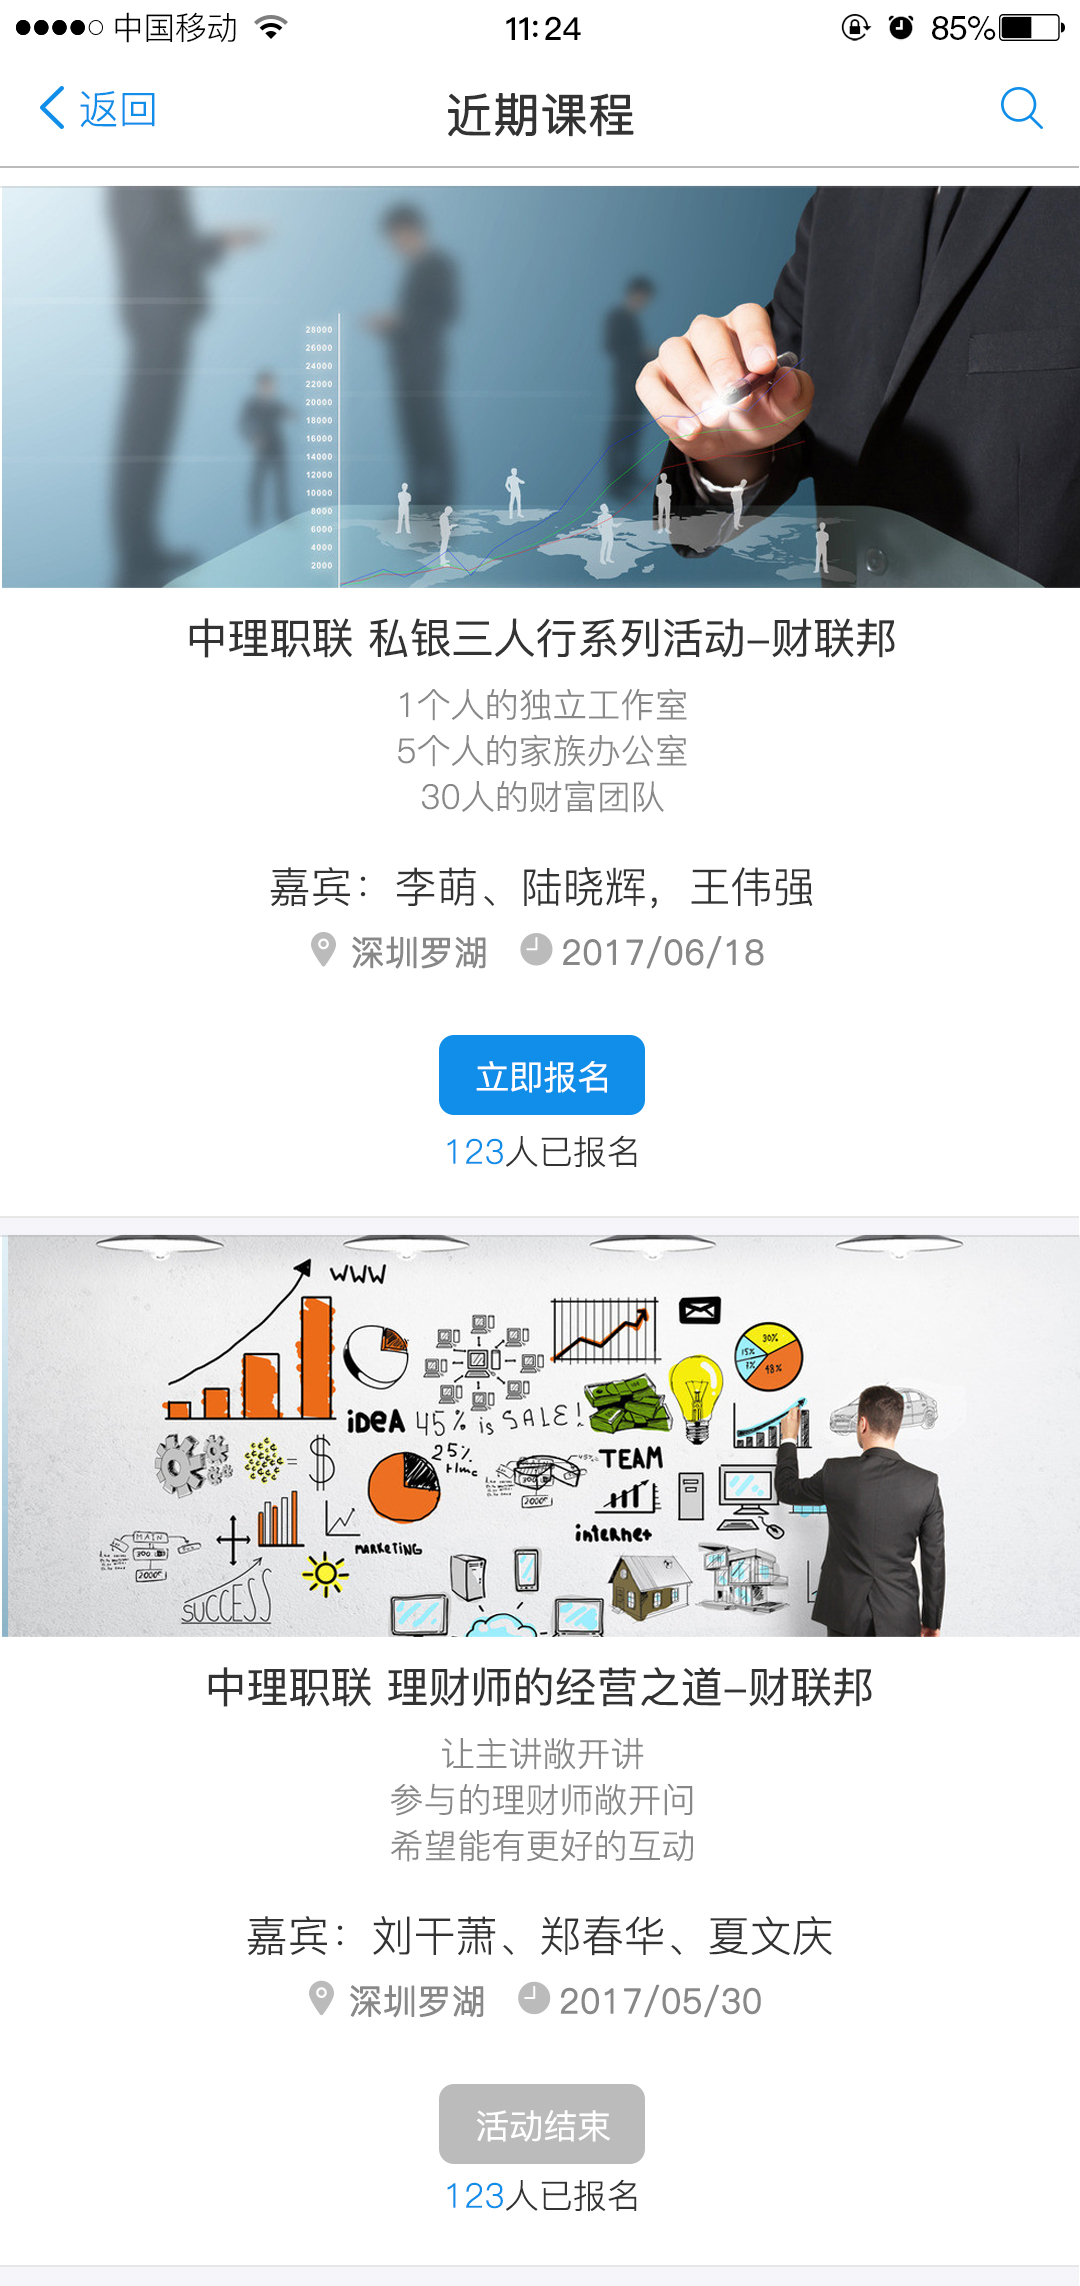 中国移动 11:24 85%
返回 近期课程
28000
26000
24000
22000
20000
18000
16000
14000
12000
10000
8000
6000
4000
2000
中理职联 私银三人行系列活动-财联邦
1个人的独立工作室
5个人的家族办公室
30人的财富团队
嘉宾：李萌、陆晓辉，王伟强
深圳罗湖 2017/06/18
立即报名
123人已报名
WWW
30%
15%
7%
48%
iDEA 45% is SALE!
25%
TEAM
$
internet
MARKETING
MAIN
300
2000
SUCCESS
300
2000
中理职联 理财师的经营之道-财联邦
让主讲敞开讲
参与的理财师敞开问
希望能有更好的互动
嘉宾：刘干萧、郑春华、夏文庆
深圳罗湖 2017/05/30
活动结束
123人已报名